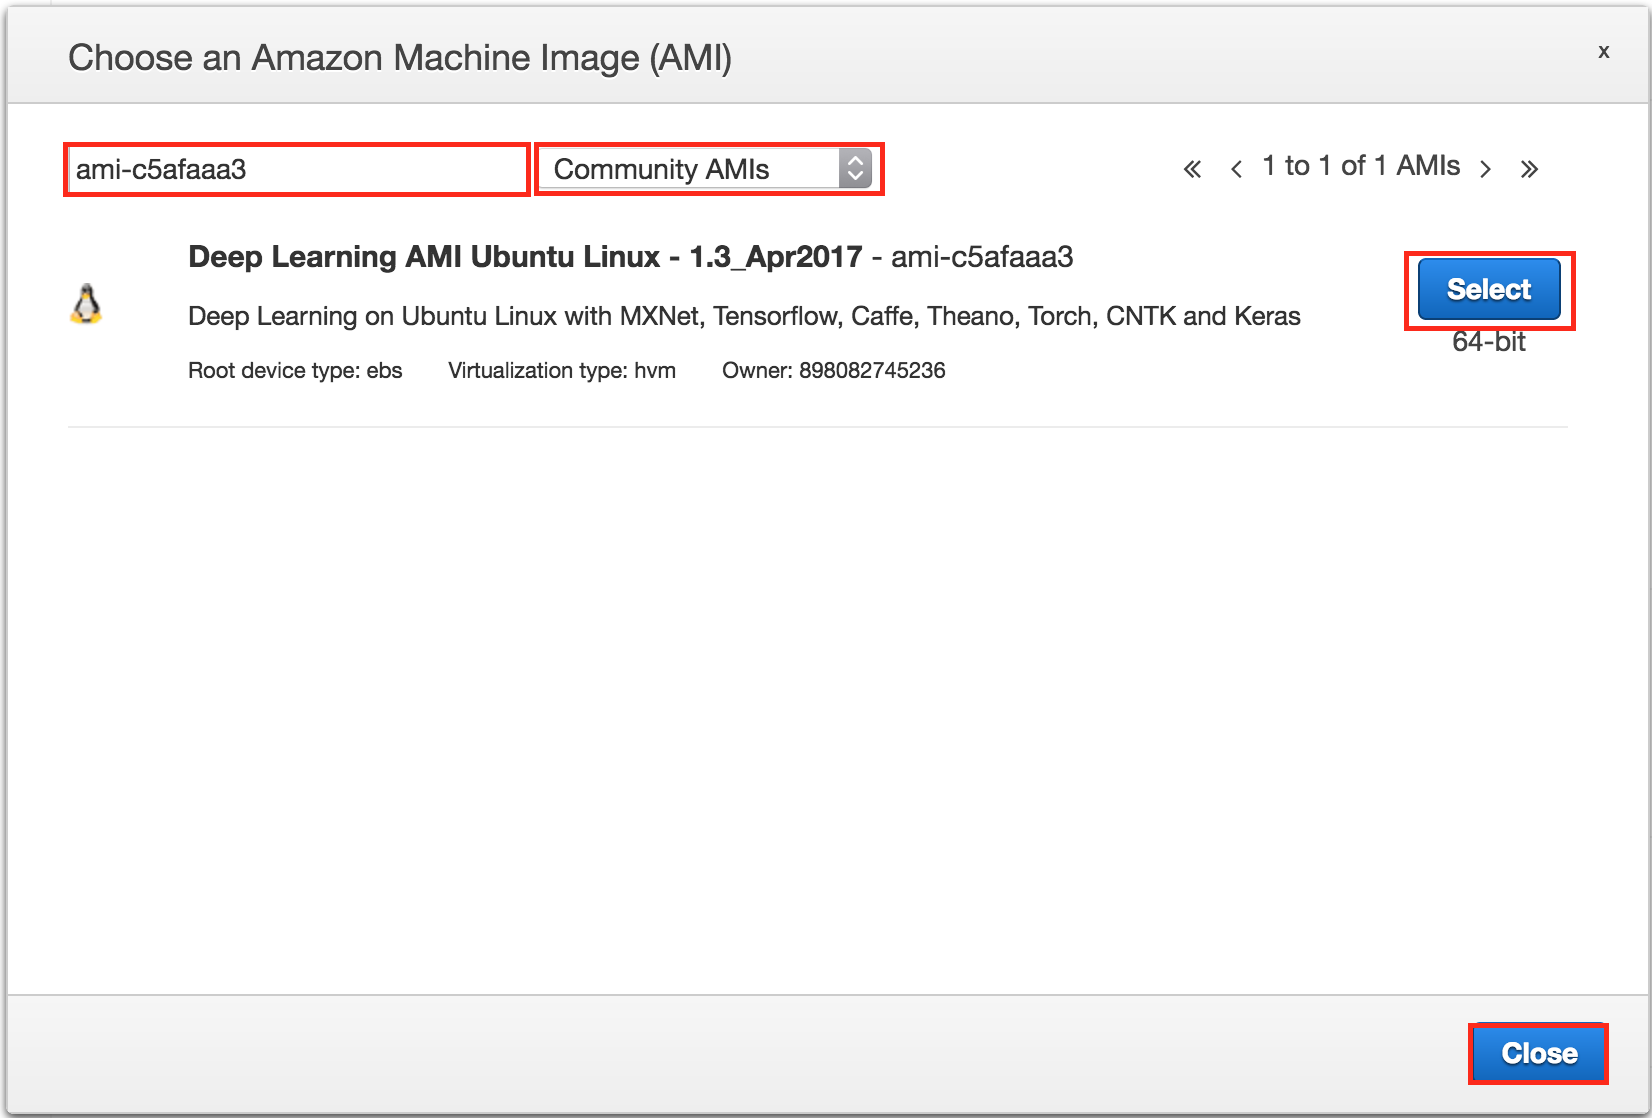 Choose an Amazon Machine Image (AMI)
x
ami-c5afaaa3
Community AMIs
« < 1 to 1 of 1 AMIs > »
Deep Learning AMI Ubuntu Linux - 1.3_Apr2017 - ami-c5afaaa3
Select
Deep Learning on Ubuntu Linux with MXNet, Tensorflow, Caffe, Theano, Torch, CNTK and Keras
64-bit
Root device type: ebs Virtualization type: hvm Owner: 898082745236
Close